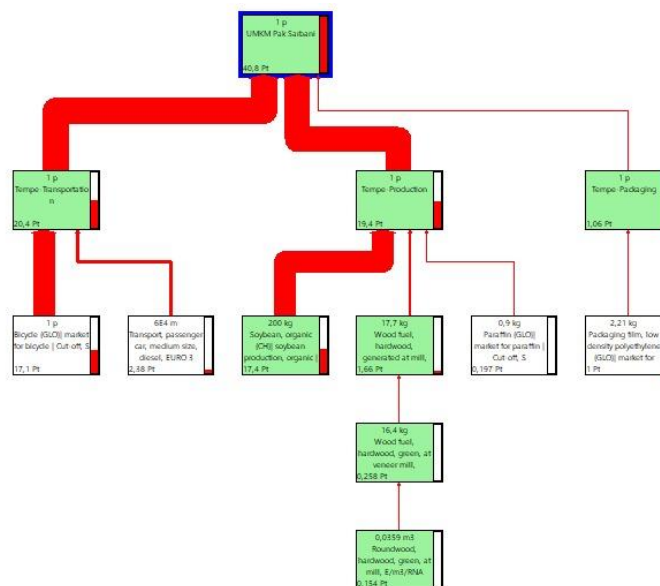 1 p
UMKM Pak Sarbani
40,8 Pt
1 p
Tempe-Transportatio
n
20,4 Pt
1 p
Tempe-Production
19,4 Pt
1 p
Tempe-Packaging
1,06 Pt
1 p
Bicycle {GLO}| market
for bicycle | Cut-off, S
17,1 Pt
6E4 m
Transport, passenger
car, medium size,
diesel, EURO 3
2,38 Pt
200 kg
Soybean, organic
{CH}| soybean
production, organic |
17,4 Pt
17,7 kg
Wood fuel,
hardwood,
generated at mill,
1,66 Pt
0,9 kg
Paraffin {GLO}|
market for paraffin |
Cut-off, S
0,197 Pt
2,21 kg
Packaging film, low
density polyethylene
{GLO}| market for
1 Pt
16,4 kg
Wood fuel,
hardwood, green, at
veneer mill,
0,258 Pt
0,0359 m3
Roundwood,
hardwood, green, at
mill, E/m3/RNA
0,154 Pt